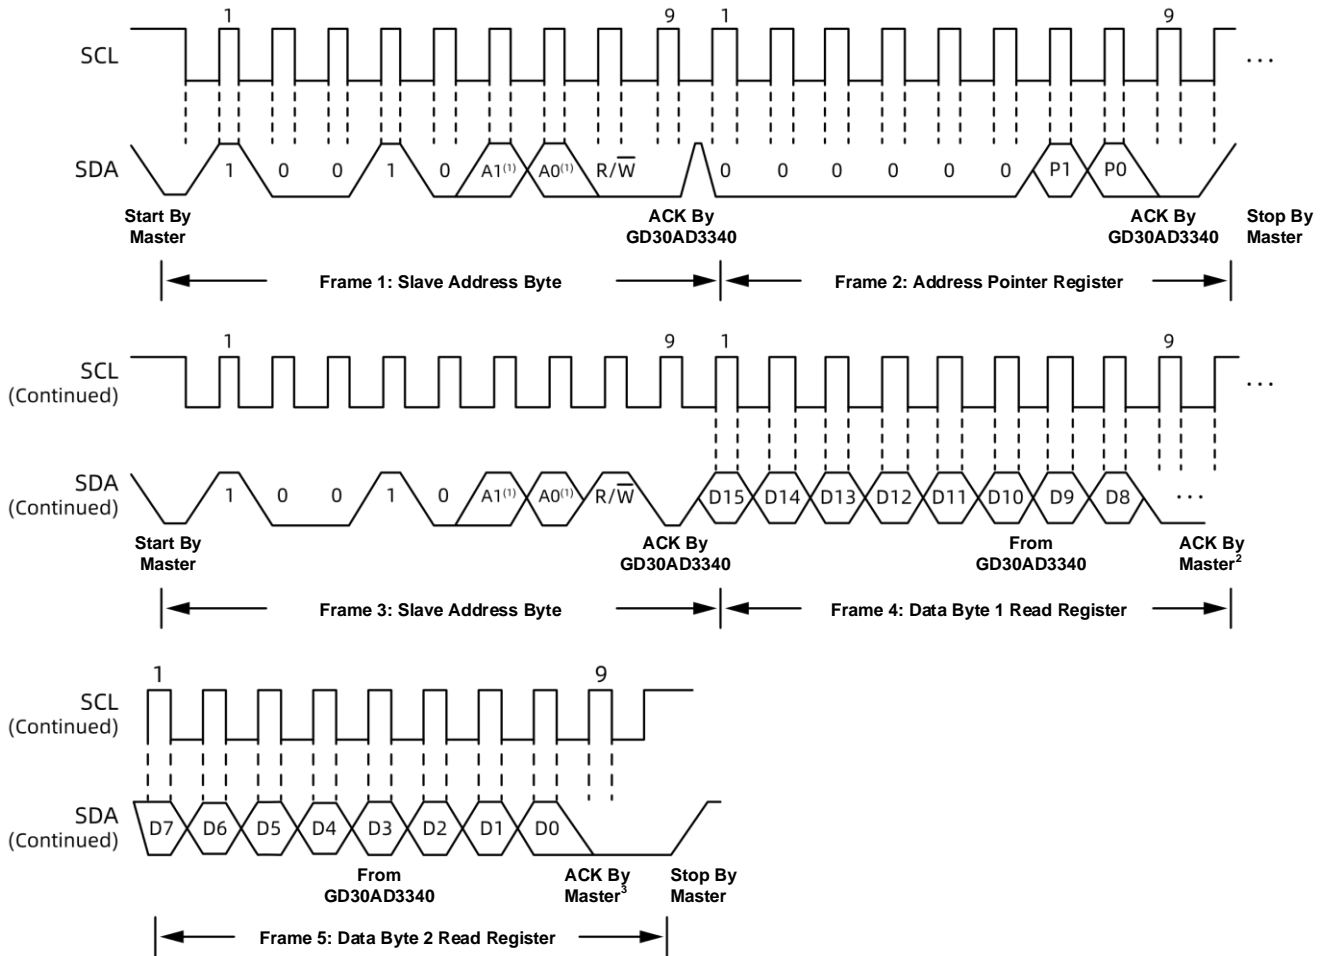 1 9 1 9
SCL ...
SDA 1 0 0 1 0 A1(1) A0(1) R/W̅ 0 0 0 0 0 0 P1 P0
Start By Master
ACK By GD30AD3340
ACK By GD30AD3340
Stop By Master
Frame 1: Slave Address Byte
Frame 2: Address Pointer Register
1 9 1 9
SCL (Continued) ...
SDA (Continued) 1 0 0 1 0 A1(1) A0(1) R/W̅ D15 D14 D13 D12 D11 D10 D9 D8 ...
Start By Master
ACK By GD30AD3340
From GD30AD3340
ACK By Master2
Frame 3: Slave Address Byte
Frame 4: Data Byte 1 Read Register
1 9
SCL (Continued)
SDA (Continued) D7 D6 D5 D4 D3 D2 D1 D0
From GD30AD3340
ACK By Master3
Stop By Master
Frame 5: Data Byte 2 Read Register